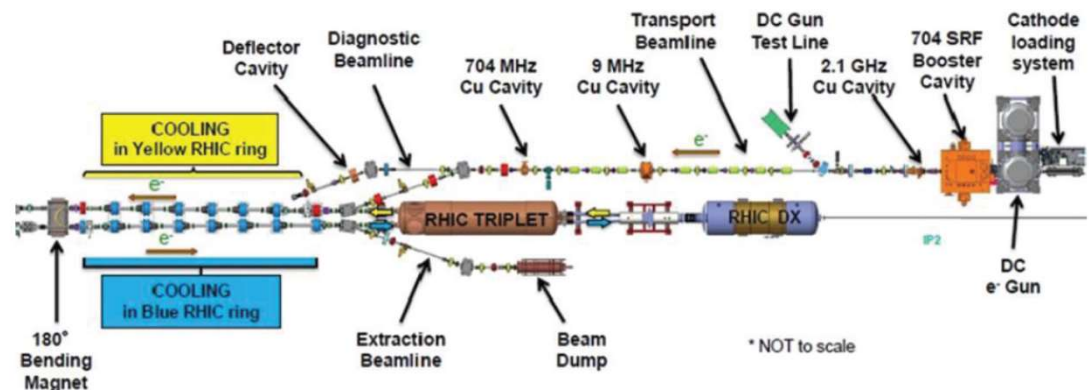 Deflector
Cavity
Diagnostic
Beamline
704 MHz
Cu Cavity
9 MHz
Cu Cavity
Transport
Beamline
DC Gun
Test Line
2.1 GHz
Cu Cavity
704 SRF
Booster
Cavity
Cathode
loading
system
COOLING
in Yellow RHIC ring
e-
e-
RHIC TRIPLET
RHIC DX
IP2
e-
COOLING
in Blue RHIC ring
DC
e- Gun
180°
Bending
Magnet
Extraction
Beamline
Beam
Dump
* NOT to scale